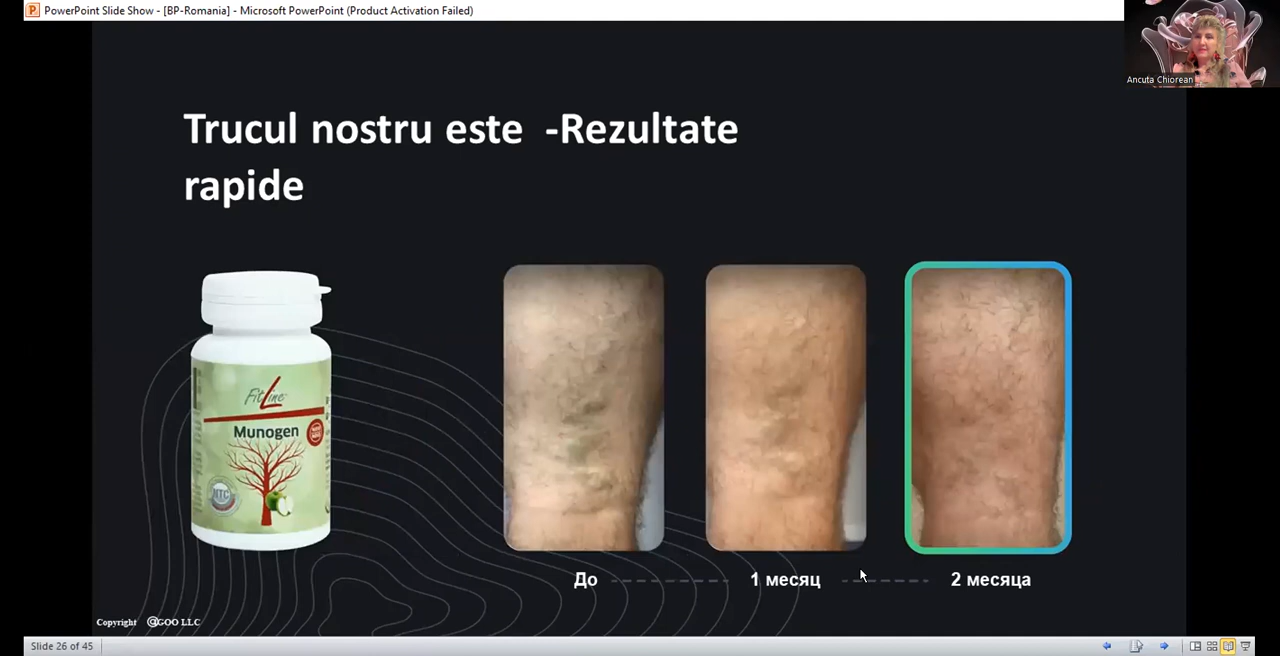 PowerPoint Slide Show - [BP-Romania] - Microsoft PowerPoint (Product Activation Failed)
Ancuta Chiorean
Trucul nostru este -Rezultate
rapide
FitLine
Munogen
NTC
До
1 месяц
2 месяца
Copyright @GOO LLC
Slide 26 of 45